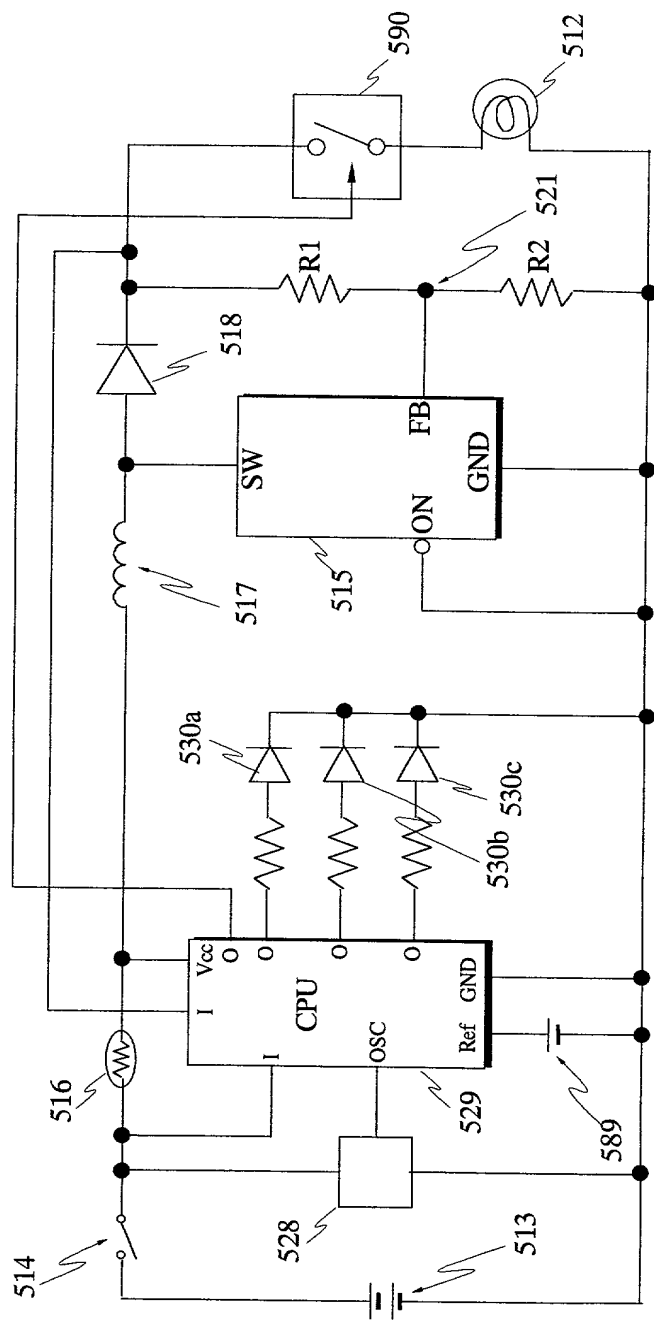 514
516
517
518
590
512
I
Vcc
O
O
O
O
CPU
I
OSC
Ref
GND
529
528
513
589
530a
530b
530c
SW
ON
FB
GND
515
R1
R2
521